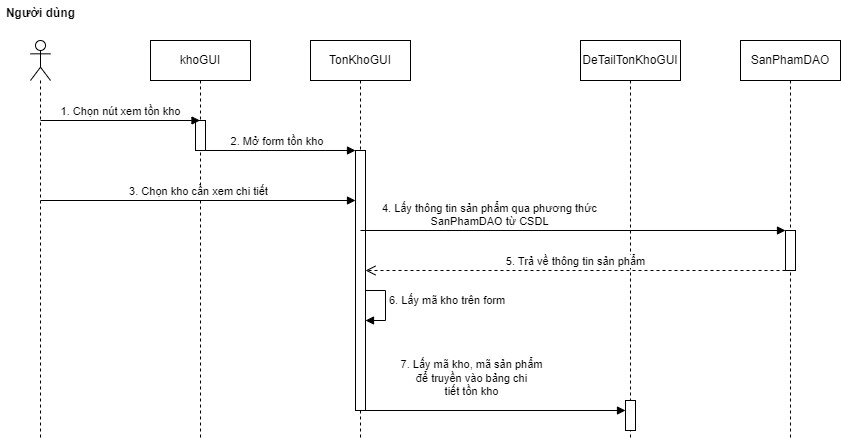 Người dùng
khoGUI
TonKhoGUI
DeTailTonKhoGUI
SanPhamDAO
1. Chọn nút xem tồn kho
2. Mở form tồn kho
3. Chọn kho cần xem chi tiết
4. Lấy thông tin sản phẩm qua phương thức
SanPhamDAO từ CSDL
5. Trả về thông tin sản phẩm
6. Lấy mã kho trên form
7. Lấy mã kho, mã sản phẩm
để truyền vào bảng chi
tiết tồn kho